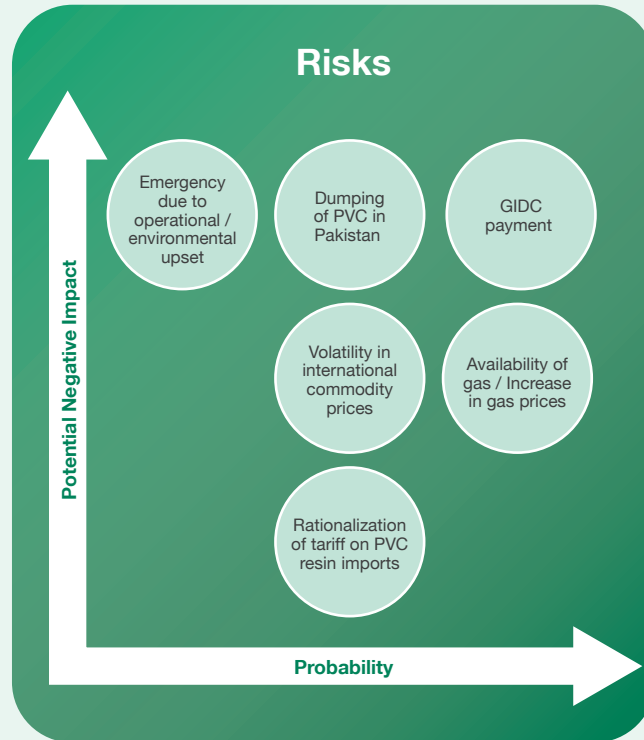 Risks
Potential Negative Impact
Emergency
due to
operational /
environmental
upset
Dumping
of PVC in
Pakistan
GIDC
payment
Volatility in
international
commodity
prices
Availability of
gas / Increase
in gas prices
Rationalization
of tariff on PVC
resin imports
Probability